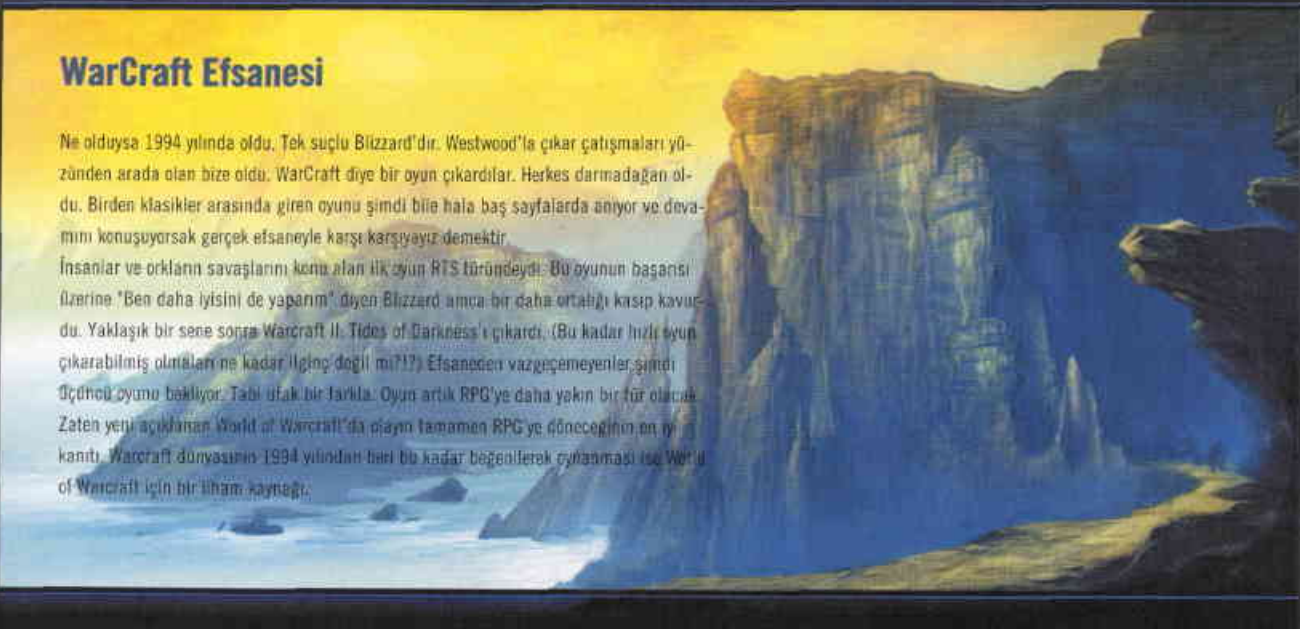 WarCraft Efsanesi
Ne olduysa 1994 yılında oldu. Tek suçlu Blizzard'dır. Westwood'la çıkar çatışmaları yü-
zünden arada olan bize oldu. WarCraft diye bir oyun çıkardılar. Herkes darmadağan ol-
du. Birden klasikler arasında giren oyunu şimdi bile hala baş sayfalarda anıyor ve deva-
mını konuşuyorsak gerçek efsaneyle karşı karşıyayız demektir.
İnsanlar ve orkların savaşlarını konu alan ilk oyun RTS türündeydi. Bu oyunun başarısı
üzerine "Ben daha iyisini de yaparım" diyen Blizzard amca bir daha ortalığı kasıp kavur-
du. Yaklaşık bir sene sonra Warcraft II: Tides of Darkness'ı çıkardı. (Bu kadar hızlı oyun
çıkarabilmiş olmaları ne kadar ilginç değil mi?!?) Efsaneden vazgeçemeyenler şimdi
üçüncü oyunu bekliyor. Tabi ufak bir farkla. Oyun artık RPG'ye daha yakın bir tür olacak.
Zaten yeni açıklanan World of Warcraft'da olayın tamamen RPG'ye döneceğinin en iyi
kanıtı. Warcraft dünyasının 1994 yılından beri bu kadar beğenilerek oynanması ise World
of Warcraft için bir ilham kaynağı.